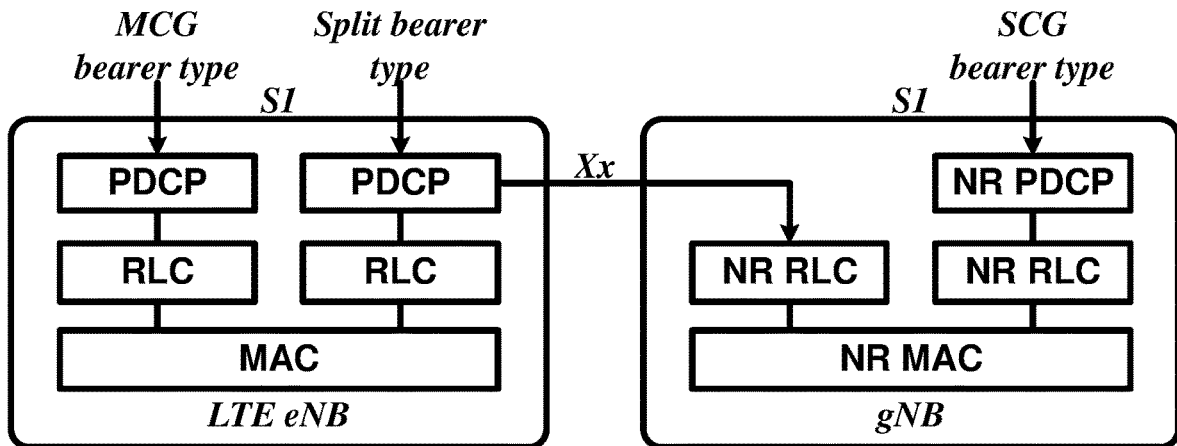 MCG
bearer type
Split bearer
type
SCG
bearer type
S1
S1
PDCP
PDCP
Xx
NR PDCP
RLC
RLC
NR RLC
NR RLC
MAC
NR MAC
LTE eNB
gNB